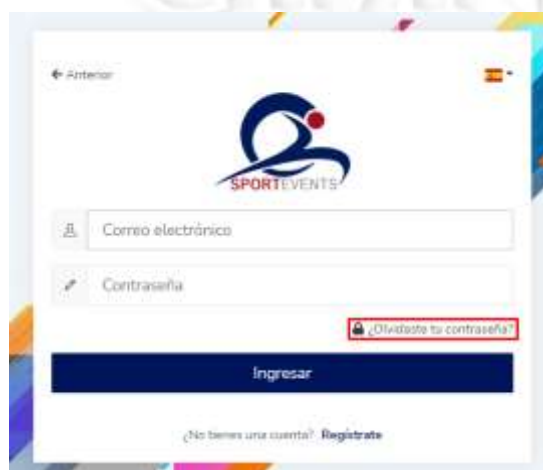 Anterior
SPORTEVENTS
Correo electrónico
Contraseña
¿Olvidaste tu contraseña?
Ingresar
¿No tienes una cuenta? Regístrate